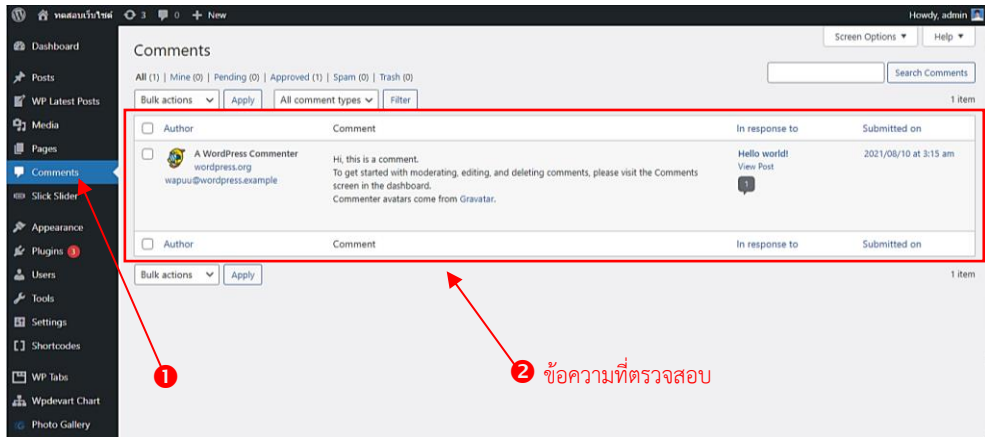 ทดสอบเว็บไซต์ 3 0 + New Howdy, admin
Screen Options ▼ Help ▼
Dashboard
Posts
WP Latest Posts
Media
Pages
Comments
Slick Slider
Appearance
Plugins 3
Users
Tools
Settings
Shortcodes
WP Tabs
Wpdevart Chart
Photo Gallery
Comments
All (1) | Mine (0) | Pending (0) | Approved (1) | Spam (0) | Trash (0)
Search Comments
Bulk actions Apply All comment types Filter 1 item
Author Comment In response to Submitted on
A WordPress Commenter
wordpress.org
wapuu@wordpress.example
Hi, this is a comment.
To get started with moderating, editing, and deleting comments, please visit the Comments
screen in the dashboard.
Commenter avatars come from Gravatar.
Hello world!
View Post
1
2021/08/10 at 3:15 am
Author Comment In response to Submitted on
Bulk actions Apply 1 item
❶
❷ ข้อความที่ตรวจสอบ